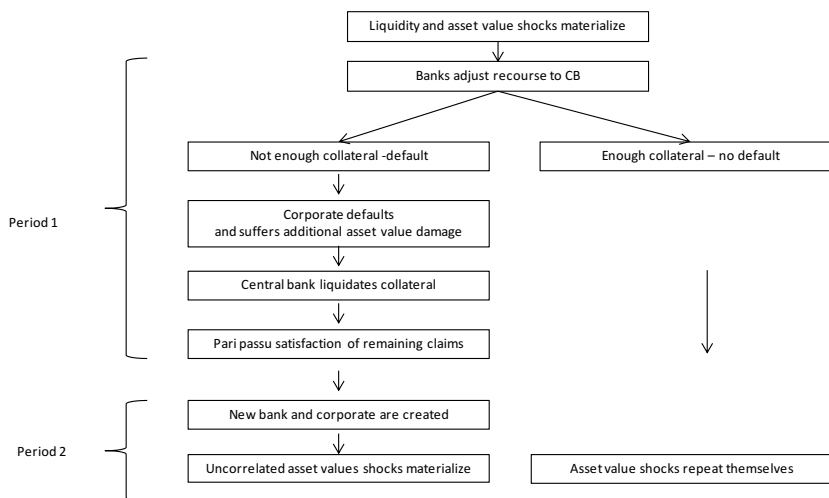 Liquidity and asset value shocks materialize
Banks adjust recourse to CB
Not enough collateral -default
Enough collateral – no default
Period 1
Corporate defaults
and suffers additional asset value damage
Central bank liquidates collateral
Pari passu satisfaction of remaining claims
New bank and corporate are created
Period 2
Uncorrelated asset values shocks materialize
Asset value shocks repeat themselves